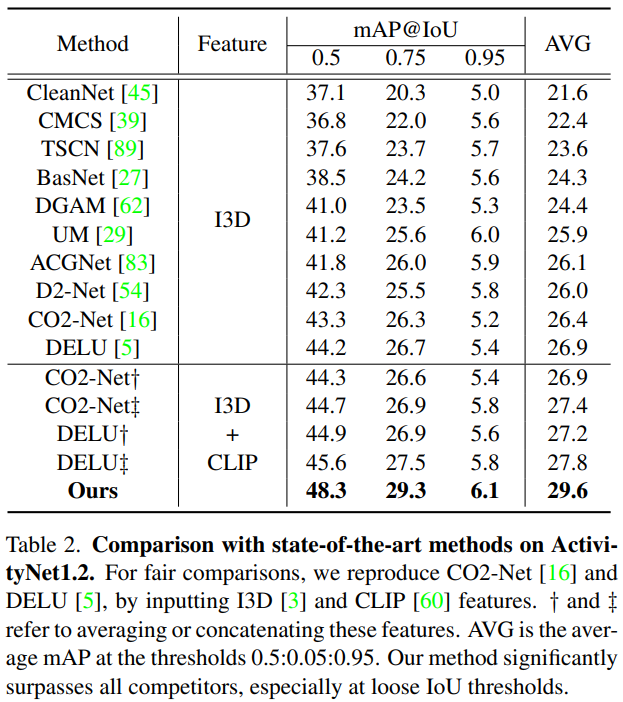 Method Feature mAP@IoU AVG
0.5 0.75 0.95
CleanNet [45] 37.1 20.3 5.0 21.6
CMCS [39] 36.8 22.0 5.6 22.4
TSCN [89] 37.6 23.7 5.7 23.6
BasNet [27] 38.5 24.2 5.6 24.3
DGAM [62] 41.0 23.5 5.3 24.4
I3D
UM [29] 41.2 25.6 6.0 25.9
ACGNet [83] 41.8 26.0 5.9 26.1
D2-Net [54] 42.3 25.5 5.8 26.0
CO2-Net [16] 43.3 26.3 5.2 26.4
DELU [5] 44.2 26.7 5.4 26.9
CO2-Net† 44.3 26.6 5.4 26.9
CO2-Net‡ I3D 44.7 26.9 5.8 27.4
DELU† + 44.9 26.9 5.6 27.2
DELU‡ CLIP 45.6 27.5 5.8 27.8
Ours 48.3 29.3 6.1 29.6
Table 2. Comparison with state-of-the-art methods on Activi-
tyNet1.2. For fair comparisons, we reproduce CO2-Net [16] and
DELU [5], by inputting I3D [3] and CLIP [60] features. † and ‡
refer to averaging or concatenating these features. AVG is the aver-
age mAP at the thresholds 0.5:0.05:0.95. Our method significantly
surpasses all competitors, especially at loose IoU thresholds.